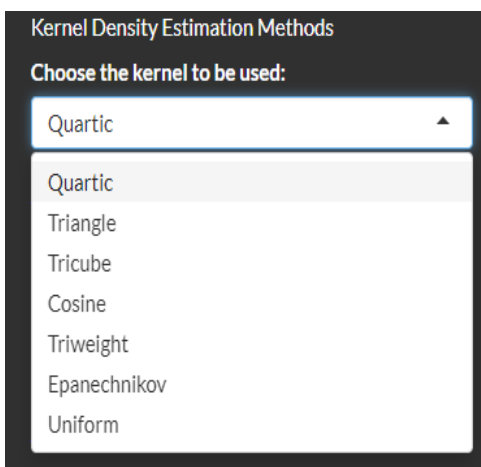 Kernel Density Estimation Methods
Choose the kernel to be used:
Quartic
Quartic
Triangle
Tricube
Cosine
Triweight
Epanechnikov
Uniform